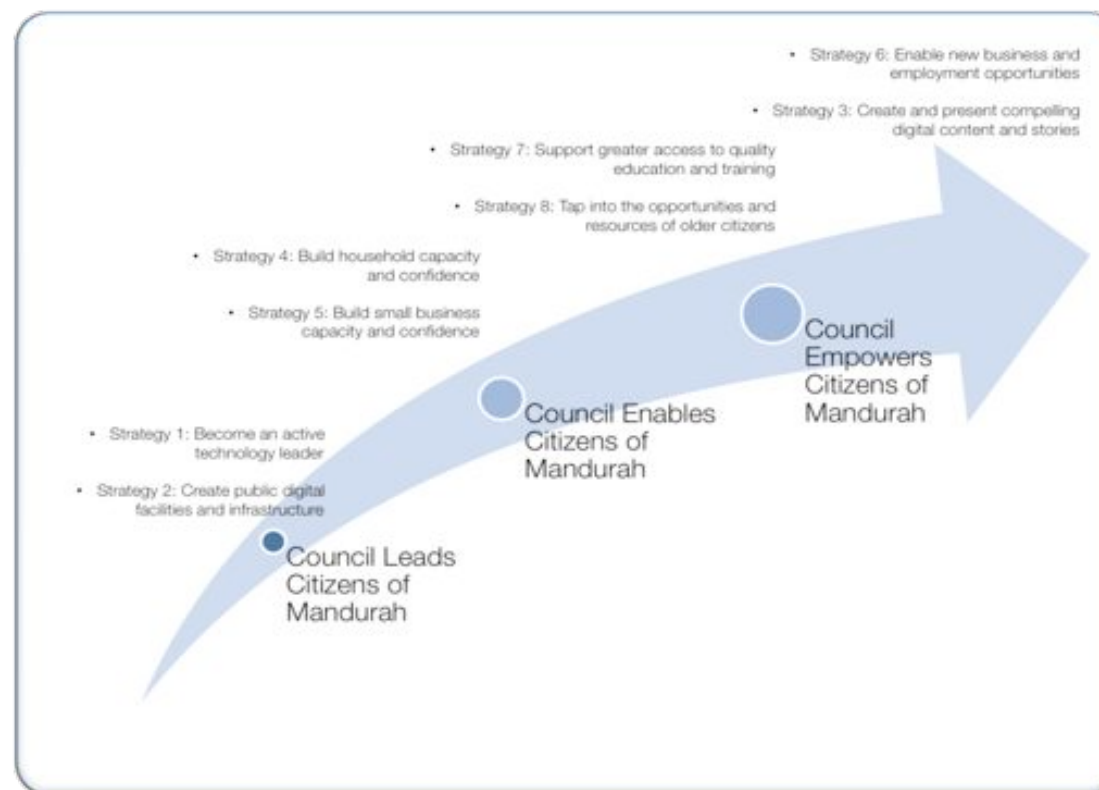 • Strategy 6: Enable new business and
employment opportunities
• Strategy 3: Create and present compelling
digital content and stories
• Strategy 7: Support greater access to quality
education and training
• Strategy 8: Tap into the opportunities and
resources of older citizens
• Strategy 4: Build household capacity
and confidence
• Strategy 5: Build small business
capacity and confidence
Council
Empowers
Citizens of
Mandurah
Council Enables
Citizens of
Mandurah
• Strategy 1: Become an active
technology leader
• Strategy 2: Create public digital
facilities and infrastructure
Council Leads
Citizens of
Mandurah